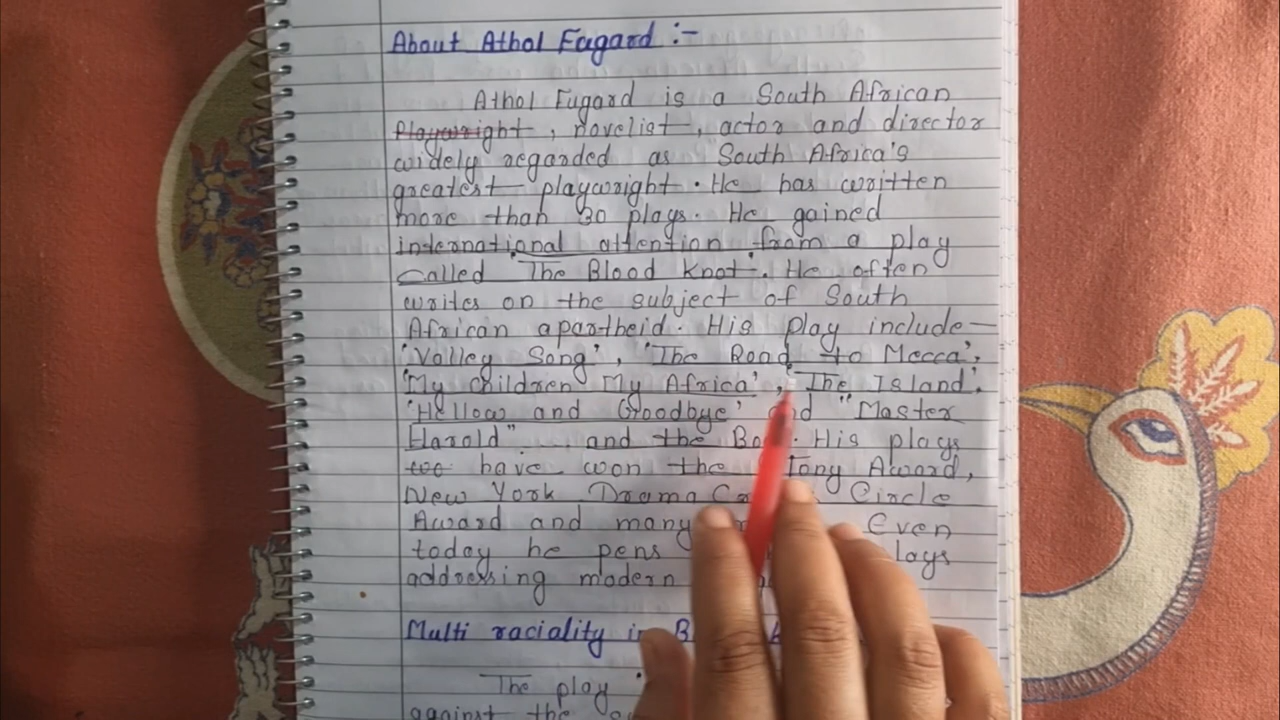 About Athol Fugard :-
Athol Fugard is a South African
Playwright, novelist, actor and director
widely regarded as South Africa's
greatest playwright. He has written
more than 30 plays. He gained
international attention from a play
called 'The Blood Knot'. He often
writes on the subject of South
African apartheid. His play include—
'Valley Song', 'The Road to Mecca',
'My children My Africa', 'The Island'.
'Hellow and Goodbye' and "Master
Harold" ... and the . His plays
have won the Tony Award,
New York Drama Circle
Award and many Even
today he pens
addressing modern
Multi raciality in
The play
against the